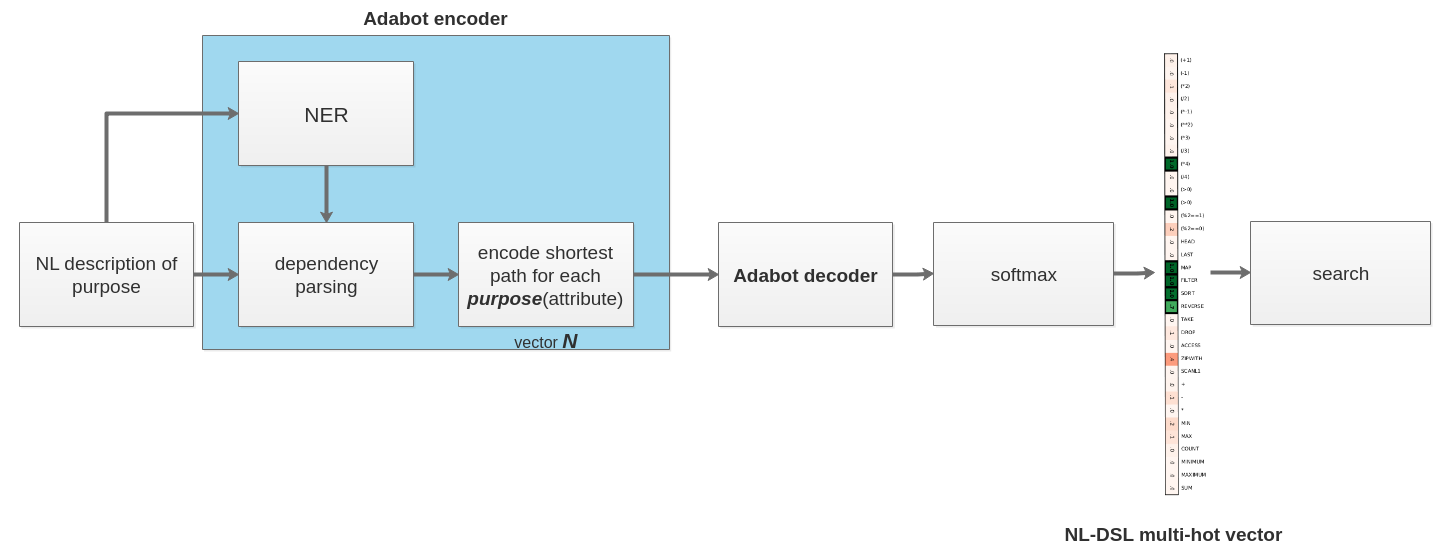 Adabot encoder
NER
NL description of
purpose
dependency
parsing
encode shortest
path for each
purpose(attribute)
vector N
Adabot decoder
softmax
(+1)
(-1)
(*2)
(/2)
(*-1)
(**2)
(*3)
(/3)
(*4)
(/4)
(>0)
(>0)
(%2==1)
(%2==0)
HEAD
LAST
MAP
FILTER
SORT
REVERSE
TAKE
DROP
ACCESS
ZIPWITH
SCANL1
+
-
*
MIN
MAX
COUNT
MINIMUM
MAXIMUM
SUM
search
NL-DSL multi-hot vector